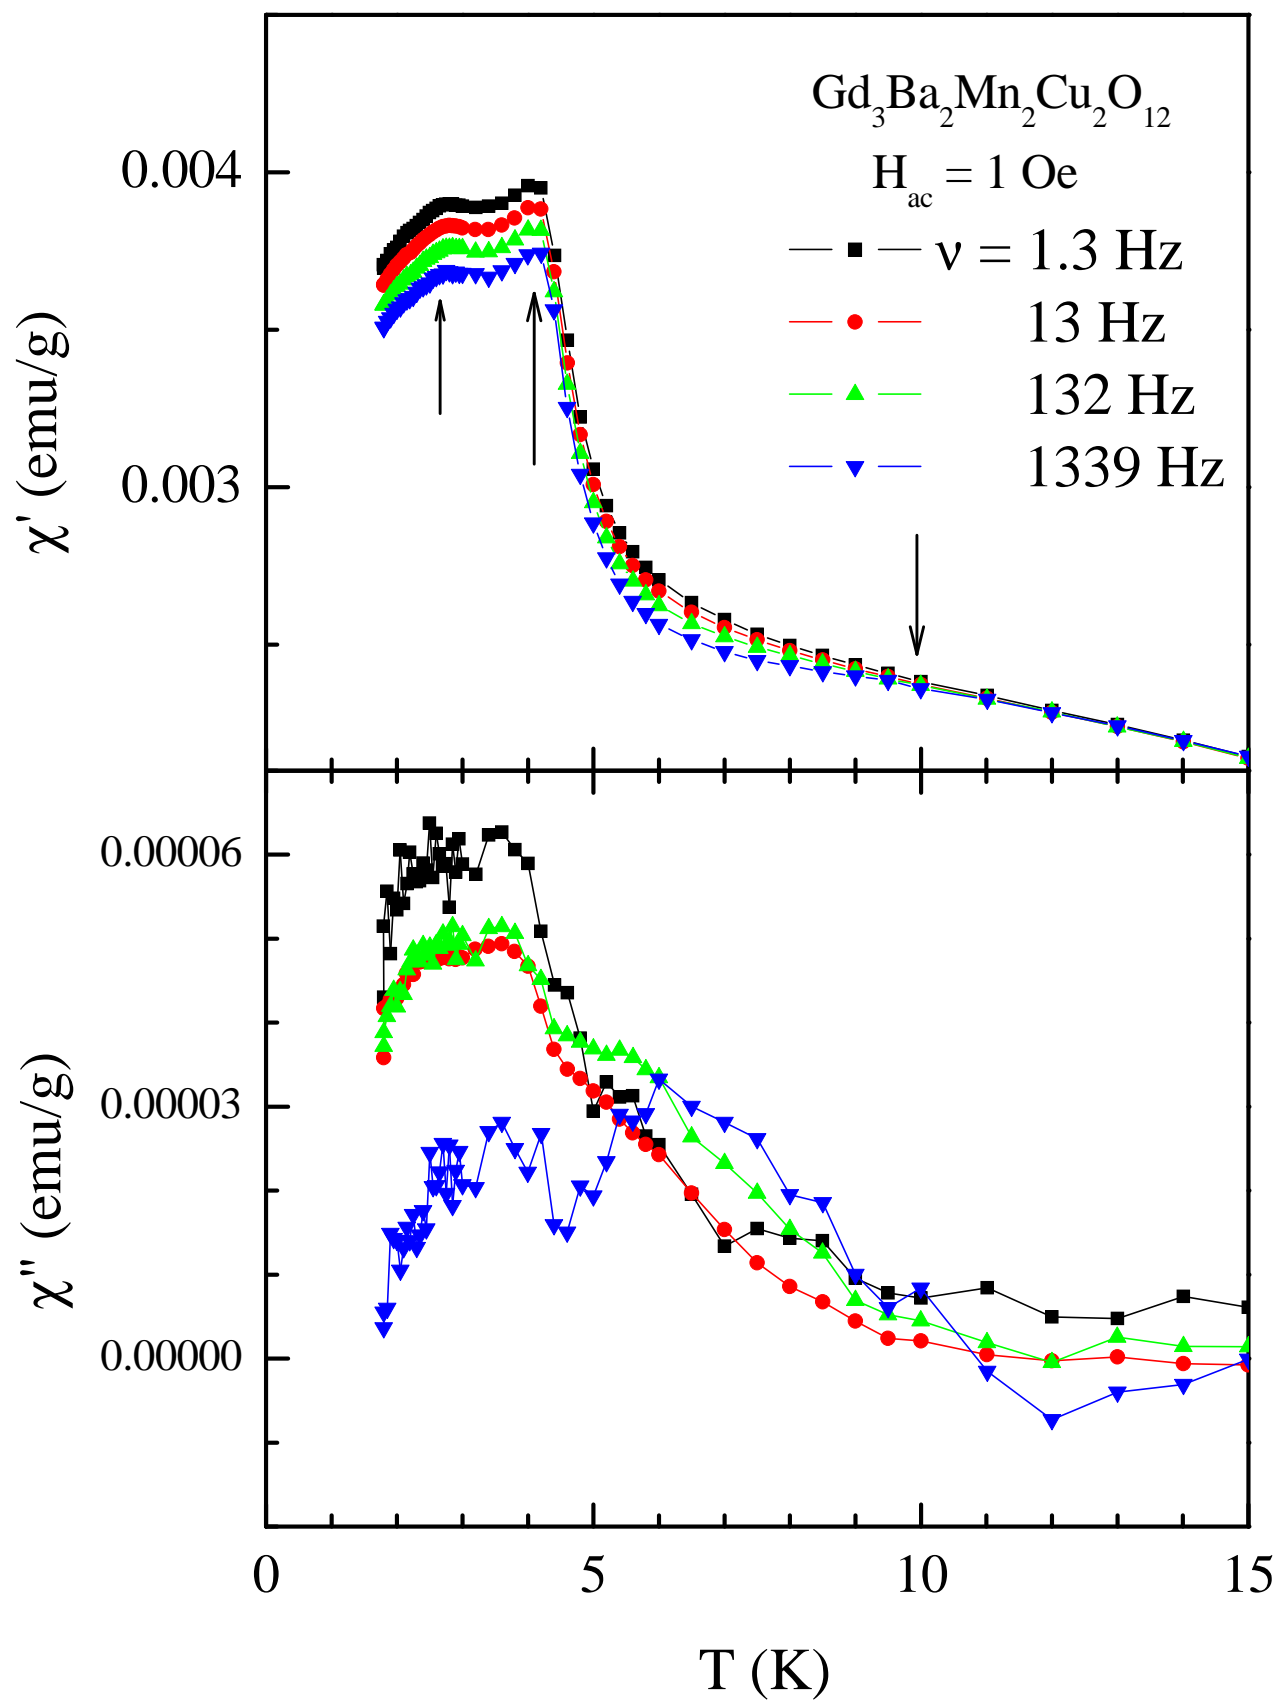 Gd3Ba2Mn2Cu2O12
Hac = 1 Oe
ν = 1.3 Hz
13 Hz
132 Hz
1339 Hz
0.004
0.003
χ' (emu/g)
0.00006
0.00003
0.00000
χ" (emu/g)
0 5 10 15
T (K)